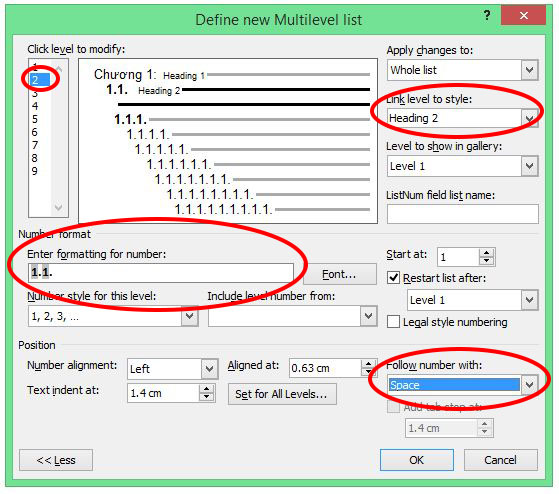 Define new Multilevel list
?
Click level to modify:
1
2
3
4
5
6
7
8
9
Chương 1: Heading 1
1.1. Heading 2
1.1.1.
1.1.1.1.
1.1.1.1.1.
1.1.1.1.1.1.
1.1.1.1.1.1.1.
1.1.1.1.1.1.1.1.
1.1.1.1.1.1.1.1.1.
Apply changes to:
Whole list
Link level to style:
Heading 2
Level to show in gallery:
Level 1
ListNum field list name:
Number format
Enter formatting for number:
1.1.
Font...
Number style for this level:
Include level number from:
1, 2, 3, ...
Start at: 1
Restart list after:
Level 1
Legal style numbering
Position
Number alignment: Left
Aligned at: 0.63 cm
Text indent at: 1.4 cm
Set for All Levels...
Follow number with:
Space
Add tab stop at:
1.4 cm
<< Less
OK
Cancel